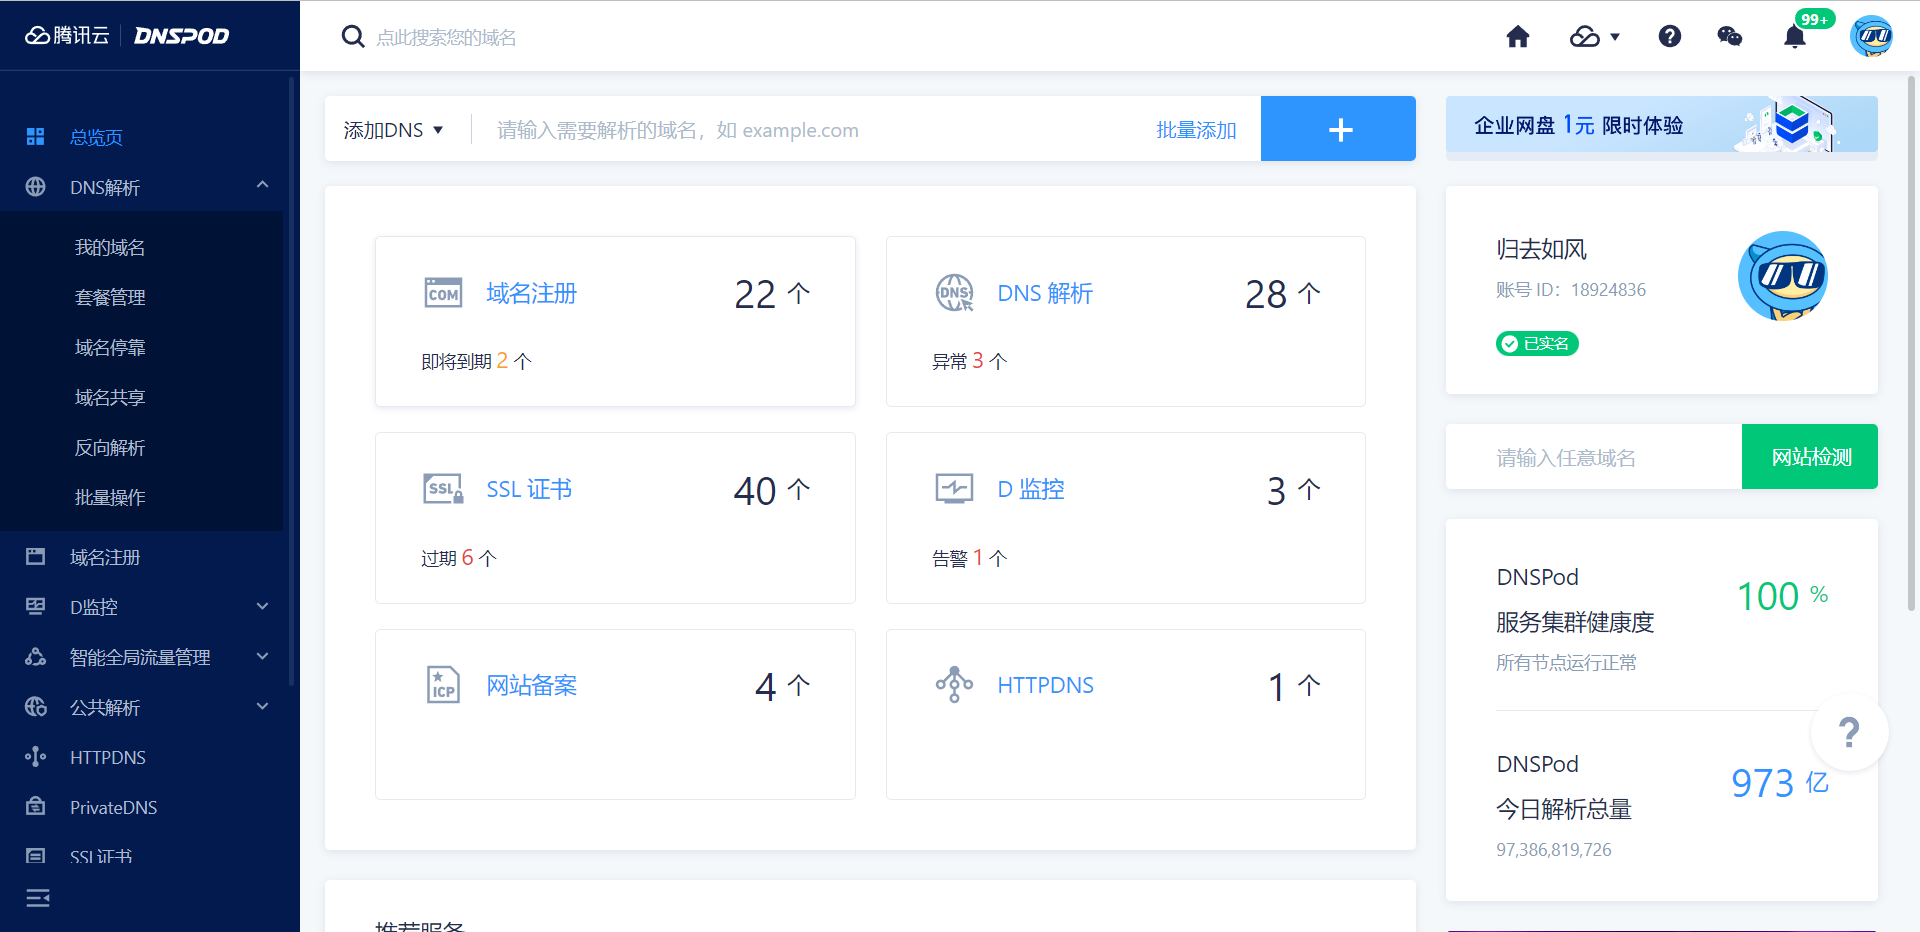 腾讯云 DNSPOD
点此搜索您的域名
99+
总览页
DNS解析
我的域名
套餐管理
域名停靠
域名共享
反向解析
批量操作
域名注册
D监控
智能全局流量管理
公共解析
HTTPDNS
PrivateDNS
SSL证书
添加DNS
请输入需要解析的域名，如 example.com
批量添加
+
COM
域名注册
22 个
即将到期 2 个
DNS
DNS 解析
28 个
异常 3 个
SSL
SSL 证书
40 个
过期 6 个
D 监控
3 个
告警 1 个
ICP
网站备案
4 个
HTTPDNS
1 个
推荐服务
企业网盘 1元 限时体验
归去如风
账号 ID：18924836
已实名
请输入任意域名
网站检测
DNSPod
服务集群健康度
100 %
所有节点运行正常
DNSPod
今日解析总量
973 亿
97,386,819,726
?